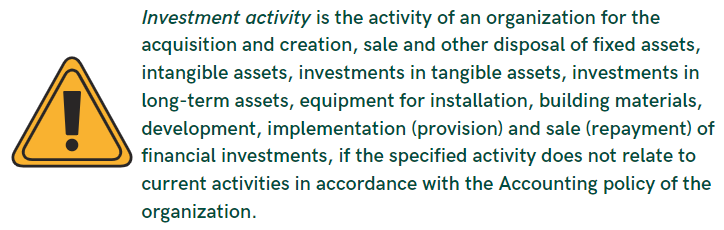 Investment activity is the activity of an organization for the
acquisition and creation, sale and other disposal of fixed assets,
intangible assets, investments in tangible assets, investments in
long-term assets, equipment for installation, building materials,
development, implementation (provision) and sale (repayment) of
financial investments, if the specified activity does not relate to
current activities in accordance with the Accounting policy of the
organization.